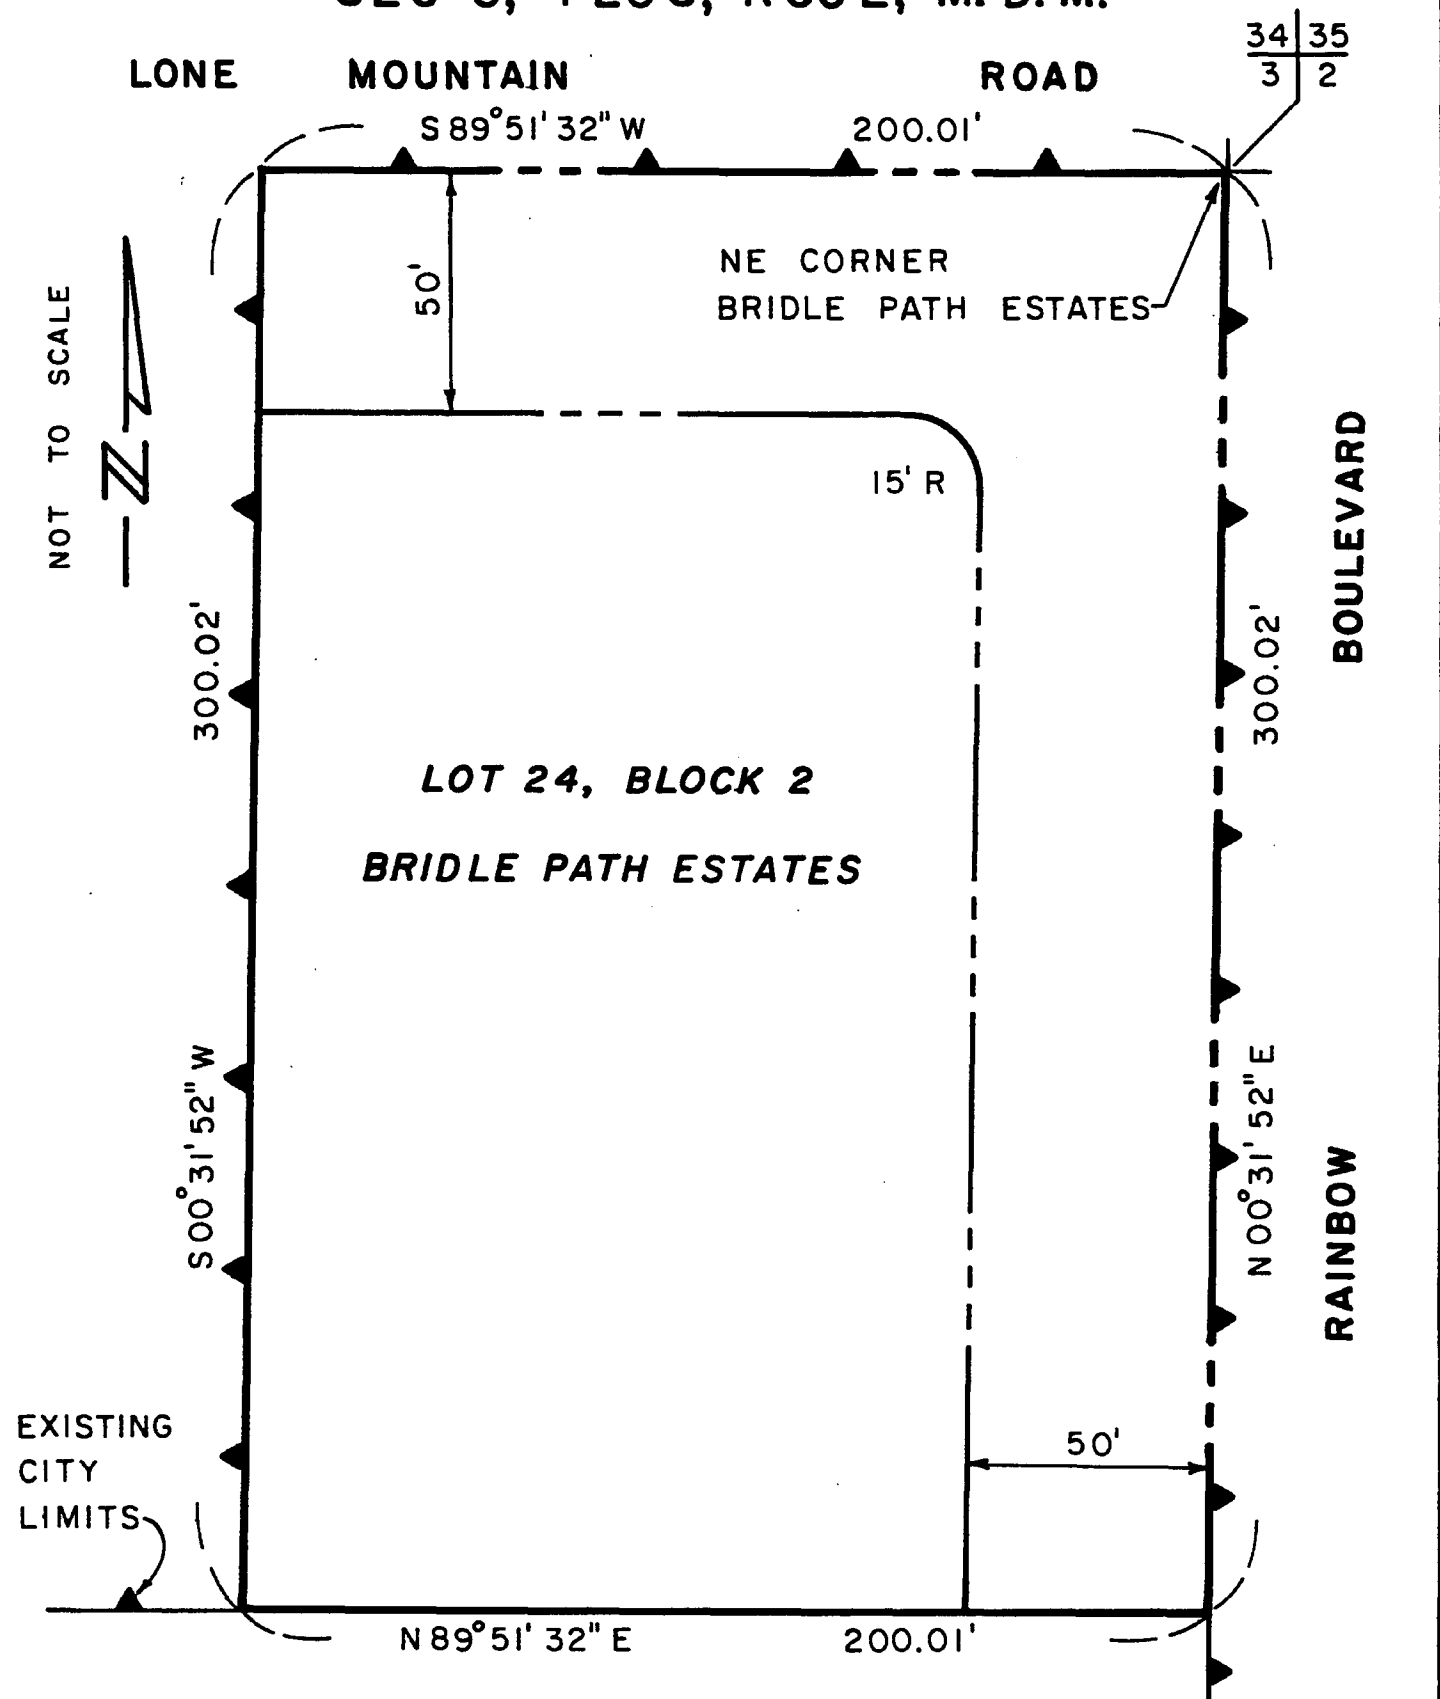 34 35
3 2
LONE MOUNTAIN ROAD
S 89° 51' 32" W 200.01'
NE CORNER
BRIDLE PATH ESTATES
50'
NOT TO SCALE
N
15' R
BOULEVARD
300.02'
300.02'
LOT 24, BLOCK 2
BRIDLE PATH ESTATES
S 00° 31' 52" W
N 00° 31' 52" E
RAINBOW
EXISTING
CITY
LIMITS
50'
N 89° 51' 32" E 200.01'